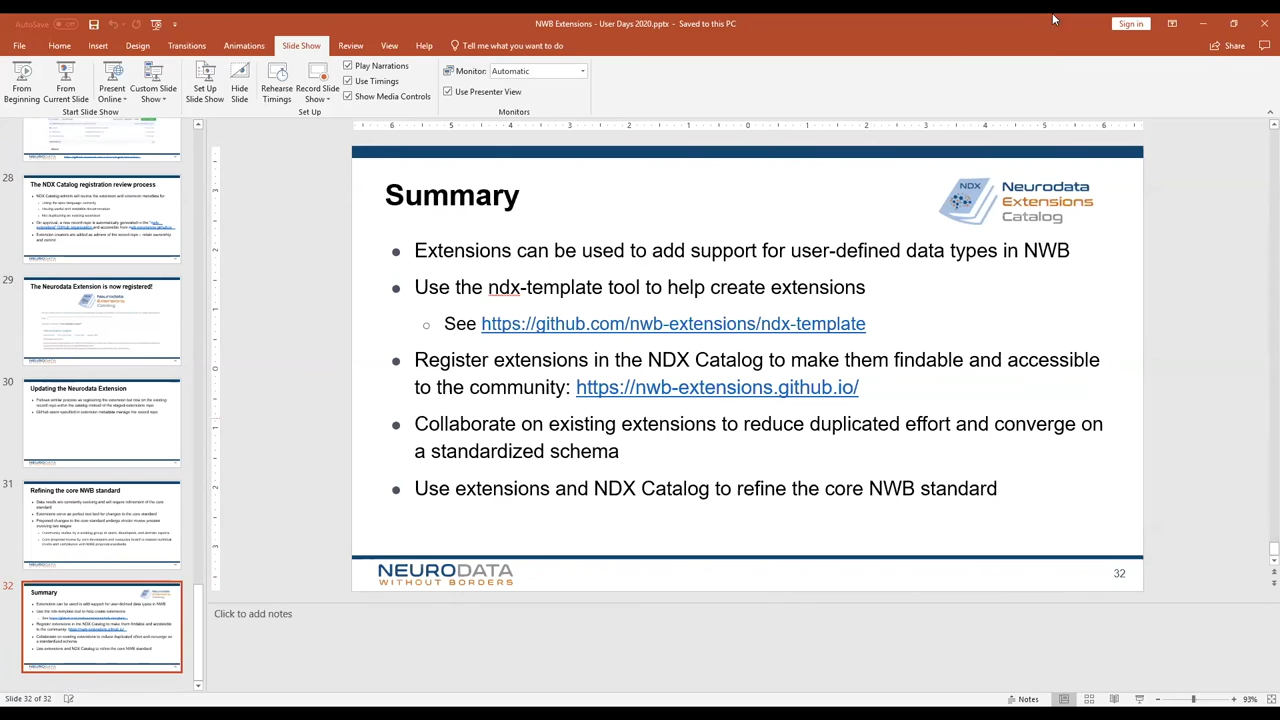 AutoSave Off
NWB Extensions - User Days 2020.pptx - Saved to this PC
Sign in
File Home Insert Design Transitions Animations Slide Show Review View Help Tell me what you want to do Share
From Beginning
From Current Slide
Present Online
Custom Slide Show
Set Up Slide Show
Hide Slide
Rehearse Timings
Record Slide Show
Play Narrations
Use Timings
Show Media Controls
Monitor: Automatic
Use Presenter View
Start Slide Show
Set Up
Monitors
28
The NDX Catalog registration review process
29
The Neurodata Extension is now registered!
30
Updating the Neurodata Extension
31
Refining the core NWB standard
32
Summary
Summary
NDX
Neurodata
Extensions
Catalog
Extensions can be used to add support for user-defined data types in NWB
Use the ndx-template tool to help create extensions
See https://github.com/nwb-extensions/ndx-template
Register extensions in the NDX Catalog to make them findable and accessible
to the community: https://nwb-extensions.github.io/
Collaborate on existing extensions to reduce duplicated effort and converge on
a standardized schema
Use extensions and NDX Catalog to refine the core NWB standard
NEURODATA
WITHOUT BORDERS
32
Click to add notes
Slide 32 of 32
Notes
93%